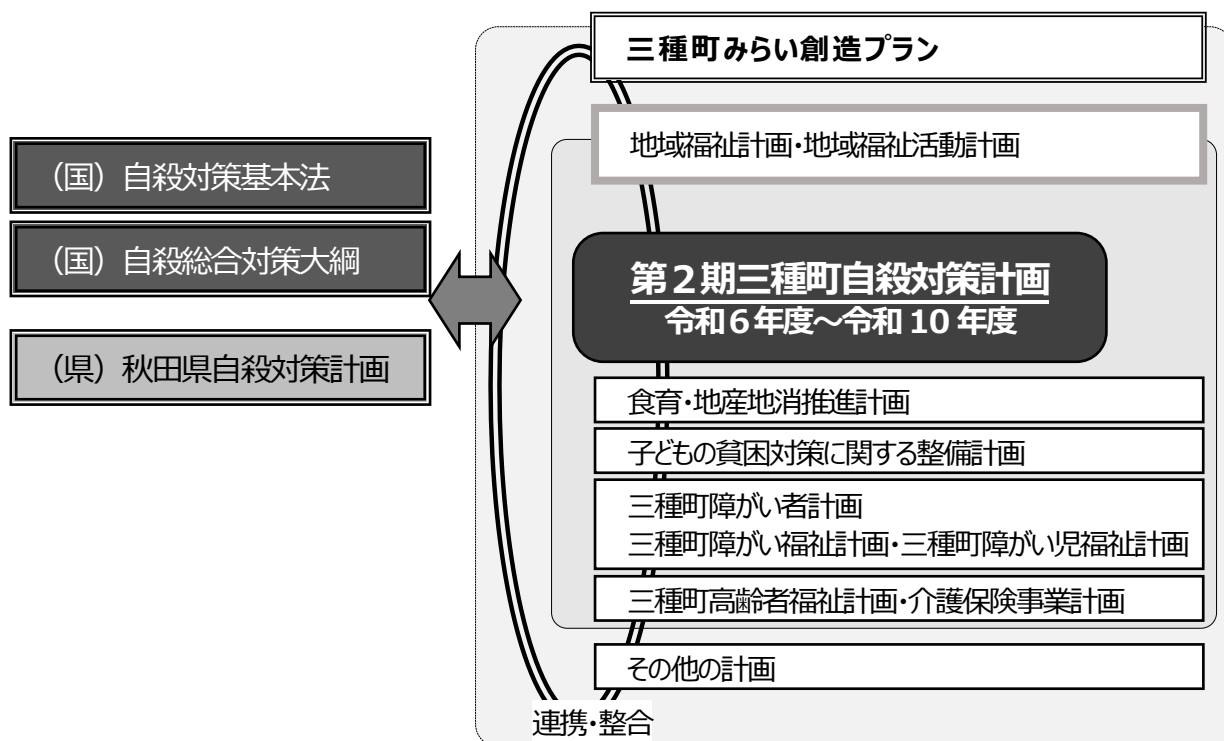 三種町みらい創造プラン
地域福祉計画・地域福祉活動計画
（国）自殺対策基本法
（国）自殺総合対策大綱
（県）秋田県自殺対策計画
第２期三種町自殺対策計画
令和６年度～令和 10 年度
食育・地産地消推進計画
子どもの貧困対策に関する整備計画
三種町障がい者計画
三種町障がい福祉計画・三種町障がい児福祉計画
三種町高齢者福祉計画・介護保険事業計画
その他の計画
連携・整合